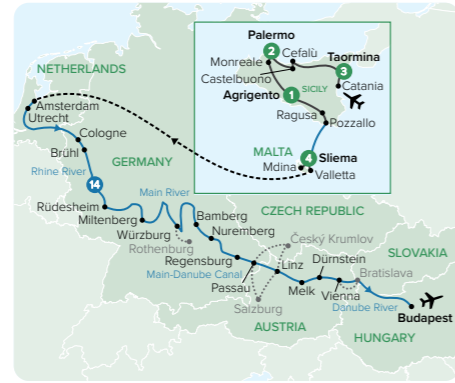 NETHERLANDS
Amsterdam
Utrecht
Cologne
Brühl
Rhine River
GERMANY
14
Rüdesheim
Miltenberg
Main River
Würzburg
Rothenburg
Bamberg
Nuremberg
Regensburg
Main-Danube Canal
Passau
Salzburg
CZECH REPUBLIC
Český Krumlov
Linz
Melk
Dürnstein
Vienna
Bratislava
SLOVAKIA
Danube River
Budapest
AUSTRIA
HUNGARY
Palermo
2
Monreale
Cefalù
Castelbuono
Taormina
3
Catania
Agrigento
1
SICILY
Ragusa
Pozzallo
MALTA
4
Sliema
Mdina
Valletta